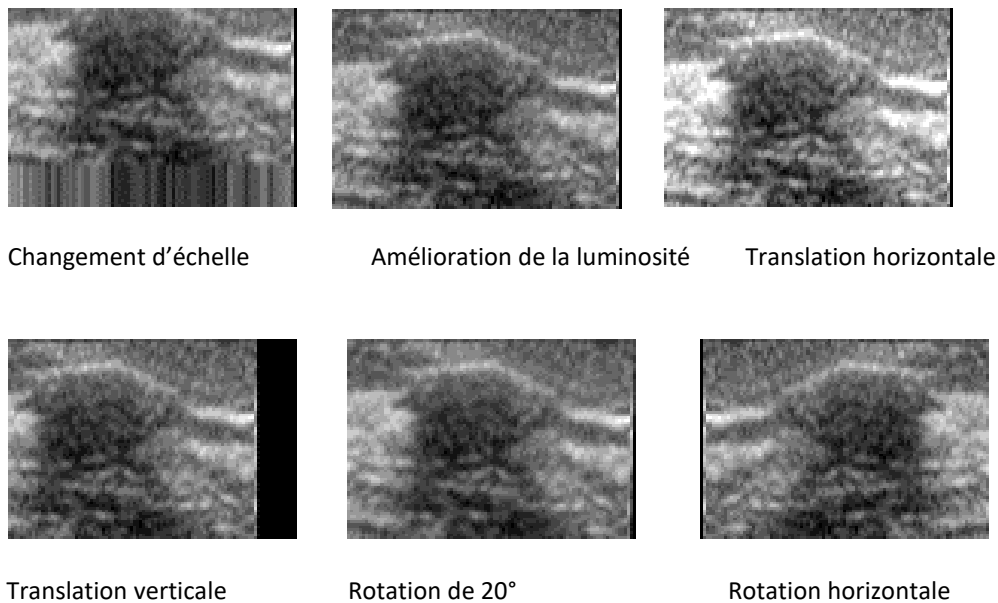 Changement d’échelle Amélioration de la luminosité Translation horizontale
Translation verticale Rotation de 20° Rotation horizontale